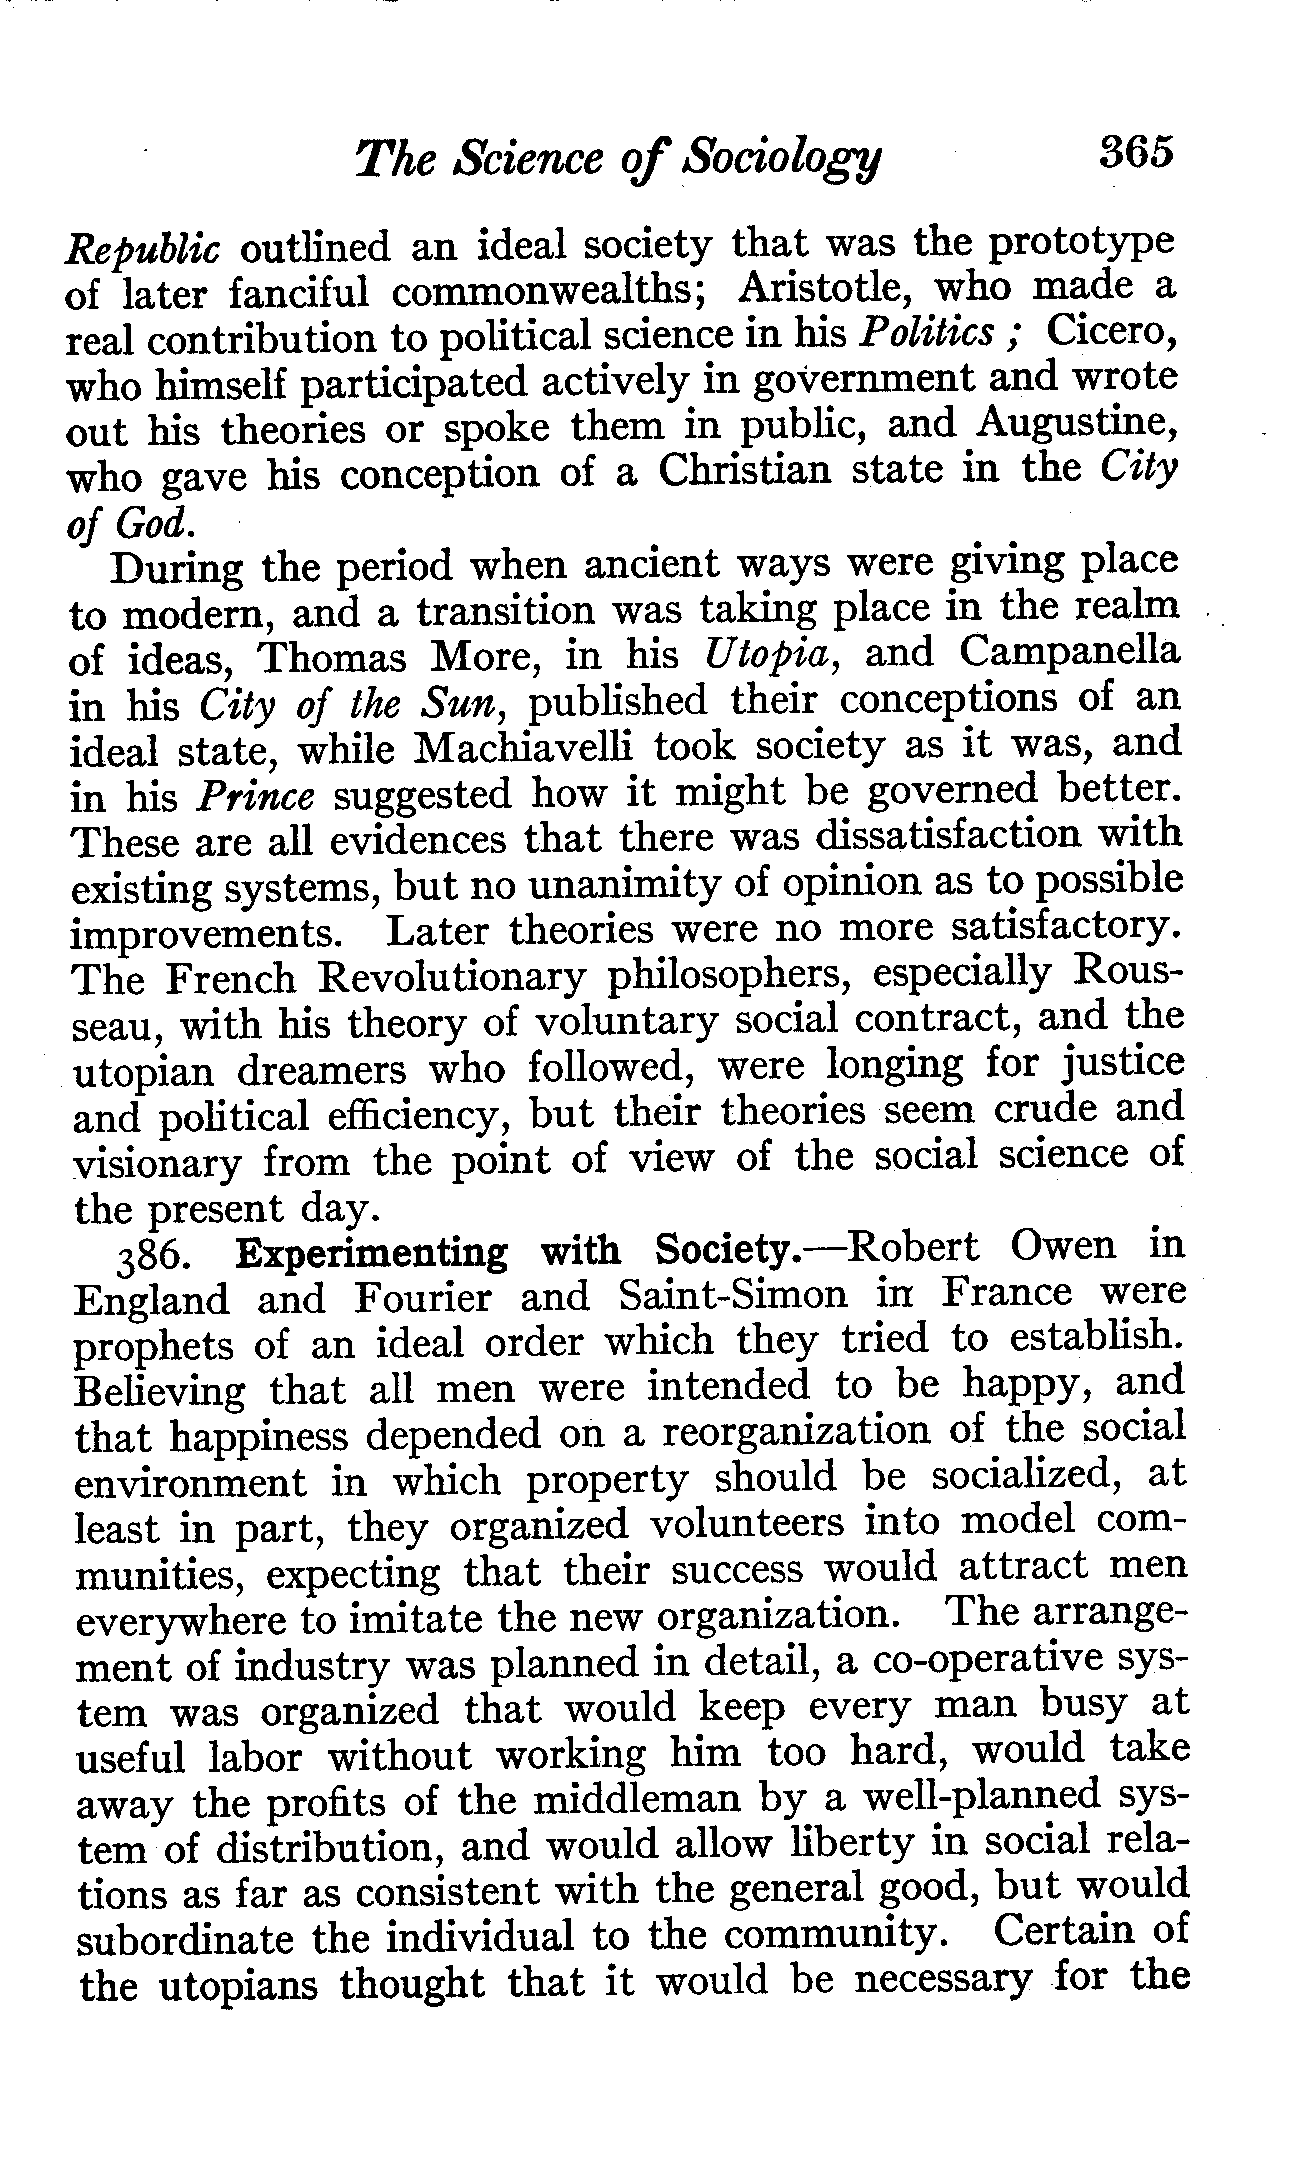 The Science of Sociology 365
Republic outlined an ideal society that was the prototype
of later fanciful commonwealths; Aristotle, who made a
real contribution to political science in his Politics ; Cicero,
who himself participated actively in government and wrote
out his theories or spoke them in public, and Augustine,
who gave his conception of a Christian state in the City
of God.
During the period when ancient ways were giving place
to modern, and a transition was taking place in the realm
of ideas, Thomas More, in his Utopia, and Campanella
in his City of the Sun, published their conceptions of an
ideal state, while Machiavelli took society as it was, and
in his Prince suggested how it might be governed better.
These are all evidences that there was dissatisfaction with
existing systems, but no unanimity of opinion as to possible
improvements. Later theories were no more satisfactory.
The French Revolutionary philosophers, especially Rous-
seau, with his theory of voluntary social contract, and the
utopian dreamers who followed, were longing for justice
and political efficiency, but their theories seem crude and
visionary from the point of view of the social science of
the present day.
386. Experimenting with Society.—Robert Owen in
England and Fourier and Saint-Simon in France were
prophets of an ideal order which they tried to establish.
Believing that all men were intended to be happy, and
that happiness depended on a reorganization of the social
environment in which property should be socialized, at
least in part, they organized volunteers into model com-
munities, expecting that their success would attract men
everywhere to imitate the new organization. The arrange-
ment of industry was planned in detail, a co-operative sys-
tem was organized that would keep every man busy at
useful labor without working him too hard, would take
away the profits of the middleman by a well-planned sys-
tem of distribution, and would allow liberty in social rela-
tions as far as consistent with the general good, but would
subordinate the individual to the community. Certain of
the utopians thought that it would be necessary for the